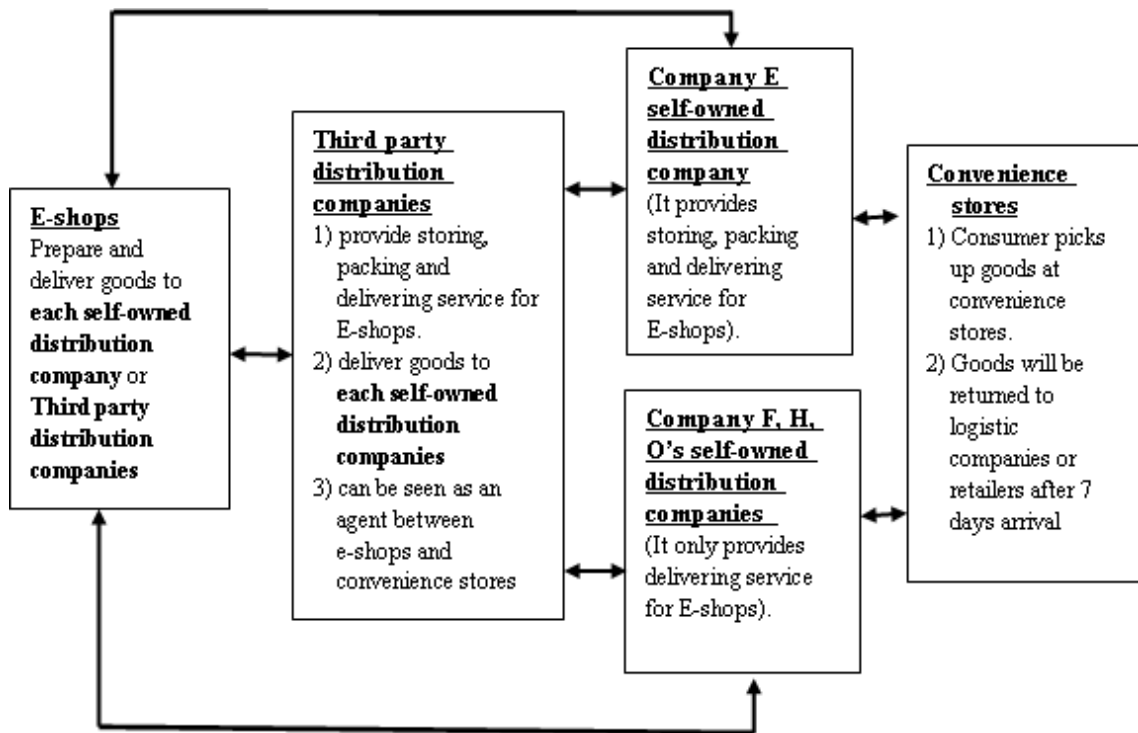 E-shops
Prepare and
deliver goods to
each self-owned
distribution
company or
Third party
distribution
companies
Third party
distribution
companies
1) provide storing,
packing and
delivering service for
E-shops.
2) deliver goods to
each self-owned
distribution
companies
3) can be seen as an
agent between
e-shops and
convenience stores
Company E
self-owned
distribution
company
(It provides
storing, packing
and delivering
service for
E-shops).
Company F, H,
O's self-owned
distribution
companies
(It only provides
delivering service
for E-shops).
Convenience
stores
1) Consumer picks
up goods at
convenience
stores.
2) Goods will be
returned to
logistic
companies or
retailers after 7
days arrival